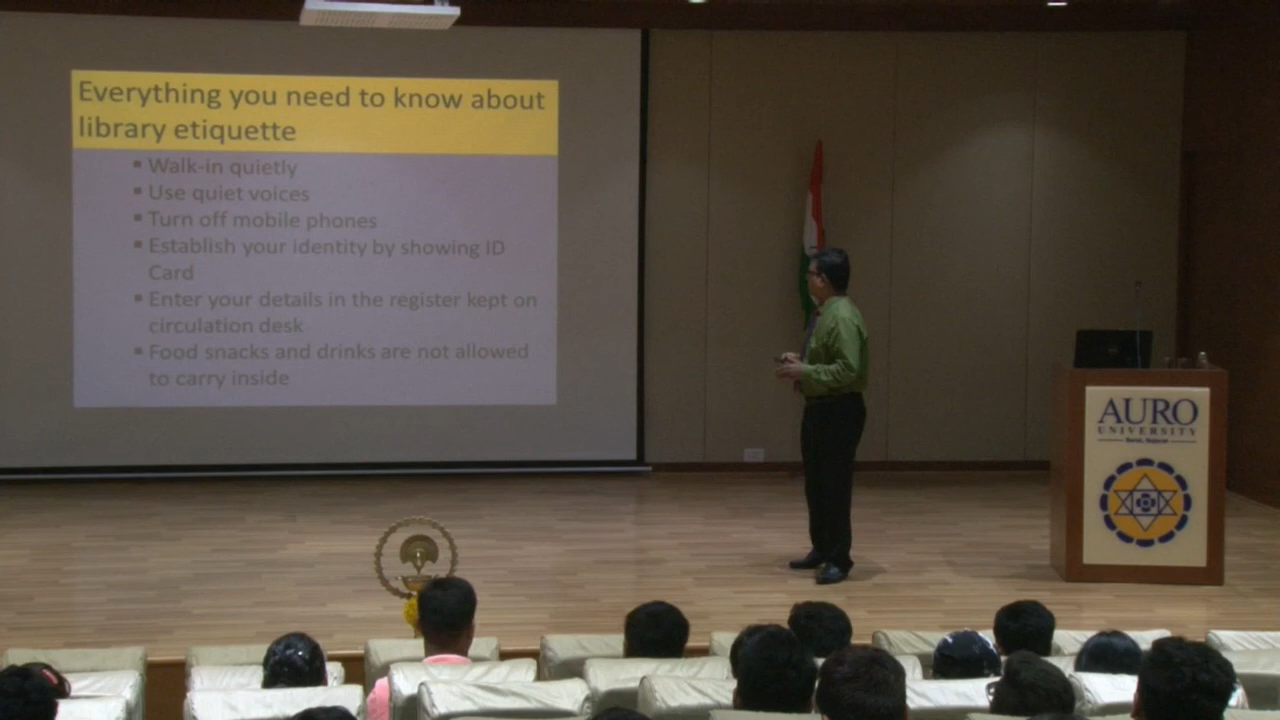 Everything you need to know about
library etiquette
▪ Walk-in quietly
▪ Use quiet voices
▪ Turn off mobile phones
▪ Establish your identity by showing ID
Card
▪ Enter your details in the register kept on
circulation desk
▪ Food snacks and drinks are not allowed
to carry inside
AURO
UNIVERSITY
Surat, Gujarat